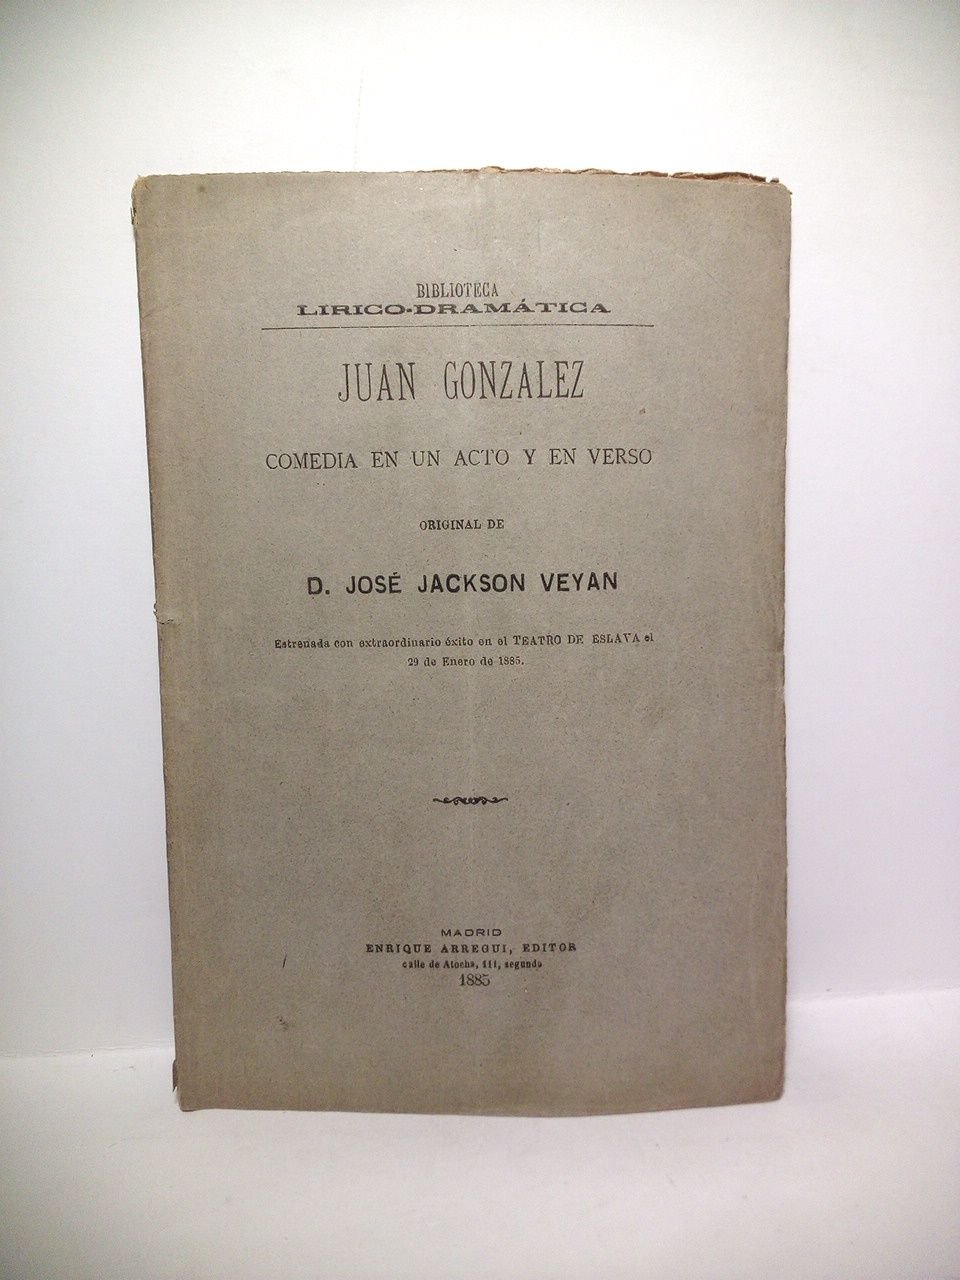 BIBLIOTECA
LIRICO-DRAMÁTICA
JUAN GONZALEZ
COMEDIA EN UN ACTO Y EN VERSO
ORIGINAL DE
D. JOSÉ JACKSON VEYAN
Estrenada con extraordinario éxito en el TEATRO DE ESLAVA el
29 de Enero de 1885.
MADRID
ENRIQUE ARREGUI, EDITOR
calle de Atocha, 111, segundo
1885